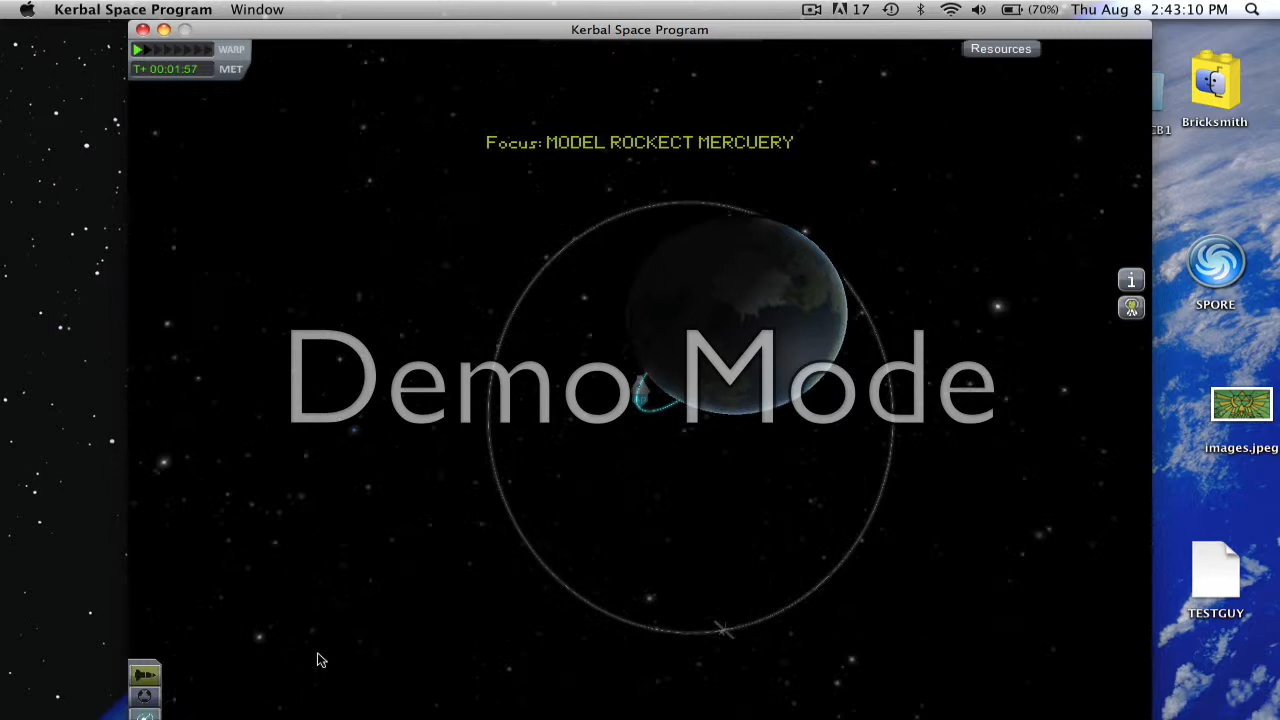 Kerbal Space Program Window 17 (70%) Thu Aug 8 2:43:10 PM
Kerbal Space Program
WARP
Resources
T+ 00:01:57 MET
Focus: MODEL ROCKECT MERCUERY
Demo Mode
CB1
Bricksmith
i
SPORE
images.jpeg
TESTGUY